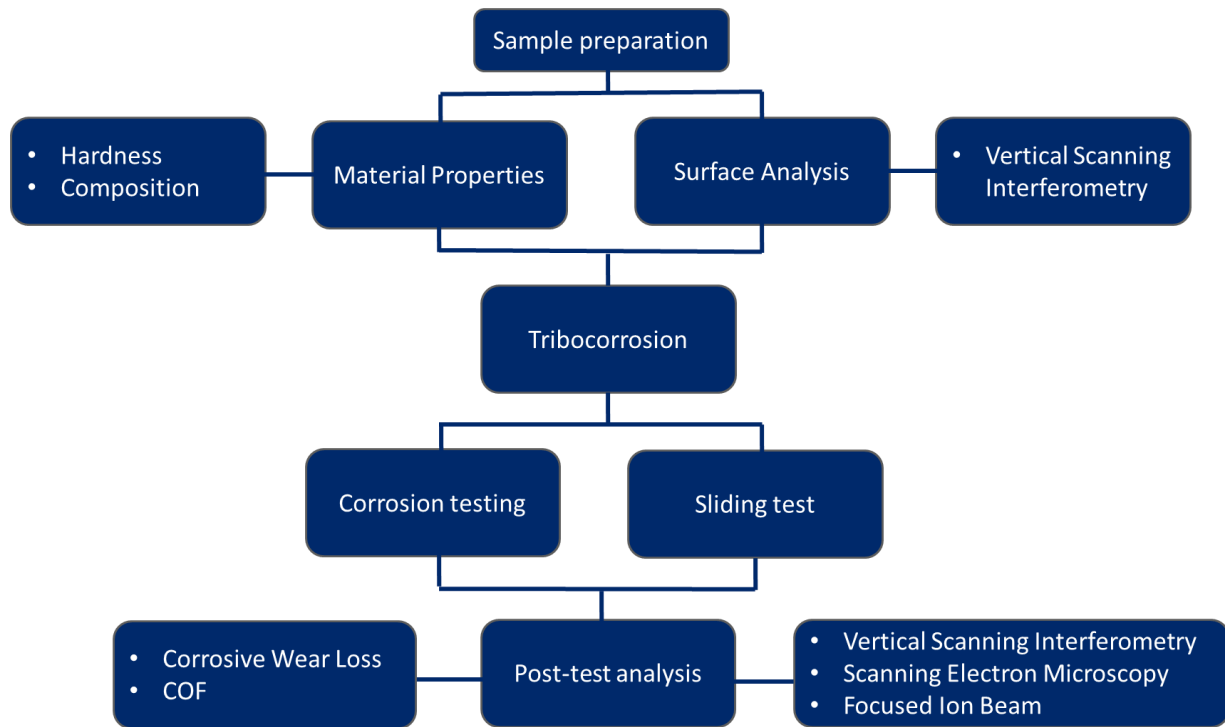 Sample preparation
• Hardness
• Composition
Material Properties
Surface Analysis
• Vertical Scanning
Interferometry
Tribocorrosion
Corrosion testing
Sliding test
• Corrosive Wear Loss
• COF
Post-test analysis
• Vertical Scanning Interferometry
• Scanning Electron Microscopy
• Focused Ion Beam